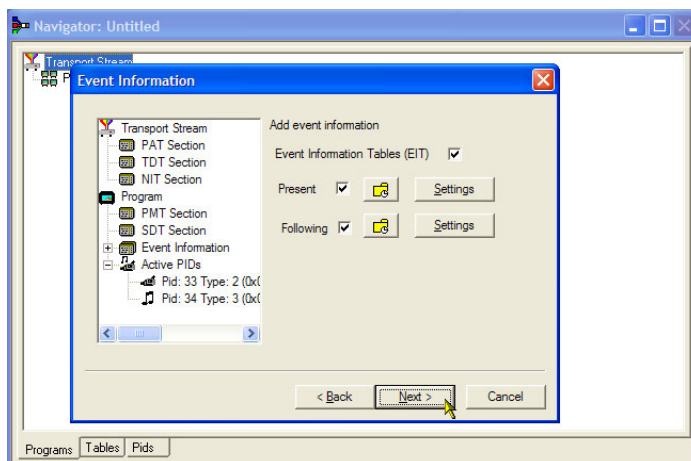 Navigator: Untitled
Transport Stream
P
Event Information
Transport Stream
PAT Section
TDT Section
NIT Section
Program
PMT Section
SDT Section
Event Information
Active PIDs
Pid: 33 Type: 2 (0x0
Pid: 34 Type: 3 (0x0
Add event information
Event Information Tables (EIT)
Present
Settings
Following
Settings
< Back
Next >
Cancel
Programs
Tables
Pids